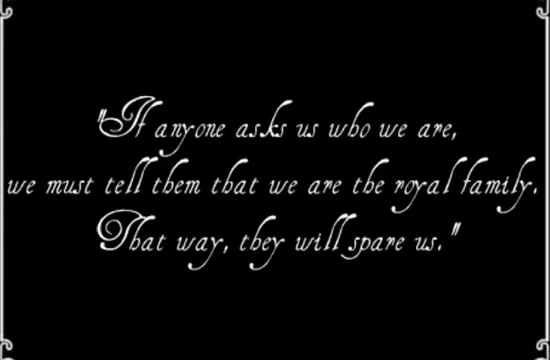 "If anyone asks us who we are,
we must tell them that we are the royal family.
That way, they will spare us."